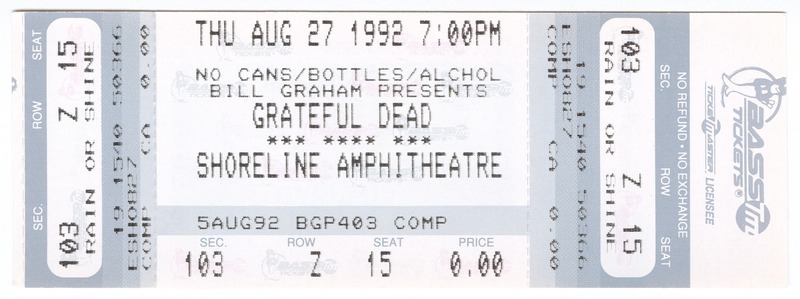 SEAT 15
ROW Z
SEC. 103
RAIN OR SHINE
19 1540 50366
ESH0827 CA 0.00
COMP
THU AUG 27 1992 7:00PM
NO CANS/BOTTLES/ALCHOL
BILL GRAHAM PRESENTS
GRATEFUL DEAD
*** **** ***
SHORELINE AMPHITHEATRE
5AUG92 BGP403 COMP
SEC. ROW SEAT PRICE
103 Z 15 0.00
ESH0827 CA
COMP 0.00
19 1540 50366
RAIN OR SHINE
103 SEC.
Z ROW
15 SEAT
NO REFUND • NO EXCHANGE
TICKETMASTER LICENSEE
BASS TM
TICKETS®